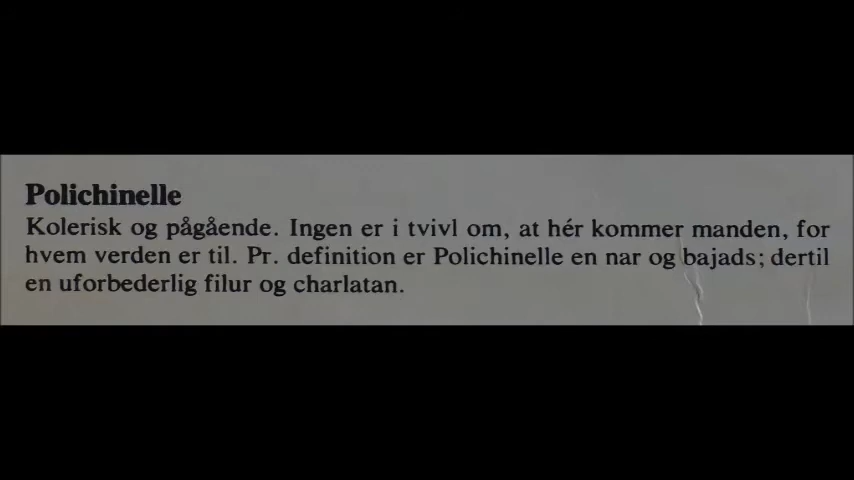 Polichinelle
Kolerisk og pågående. Ingen er i tvivl om, at hér kommer manden, for
hvem verden er til. Pr. definition er Polichinelle en nar og bajads; dertil
en uforbederlig filur og charlatan.